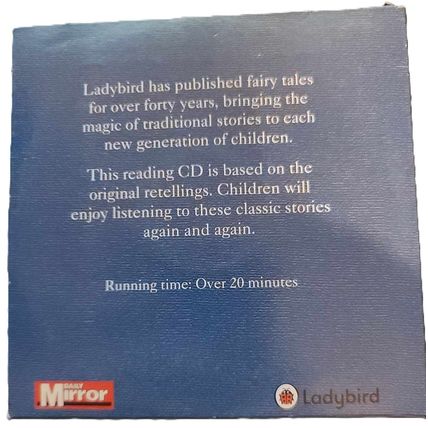 Ladybird has published fairy tales
for over forty years, bringing the
magic of traditional stories to each
new generation of children.
This reading CD is based on the
original retellings. Children will
enjoy listening to these classic stories
again and again.
Running time: Over 20 minutes
DAILY
Mirror
Ladybird